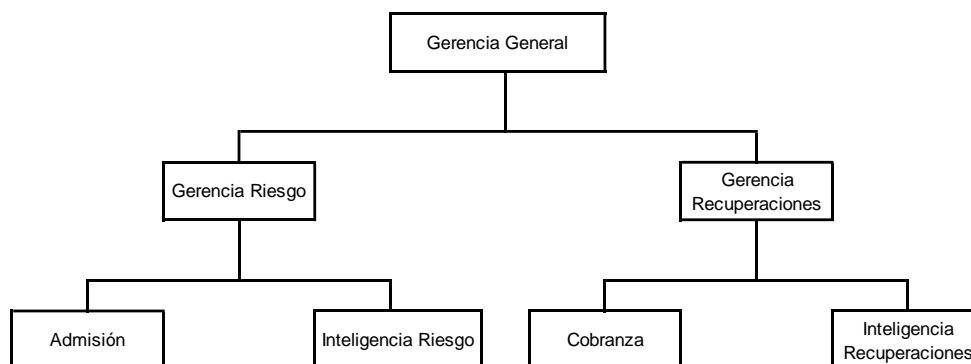 Gerencia General
Gerencia Riesgo
Gerencia
Recuperaciones
Admisión
Inteligencia Riesgo
Cobranza
Inteligencia
Recuperaciones